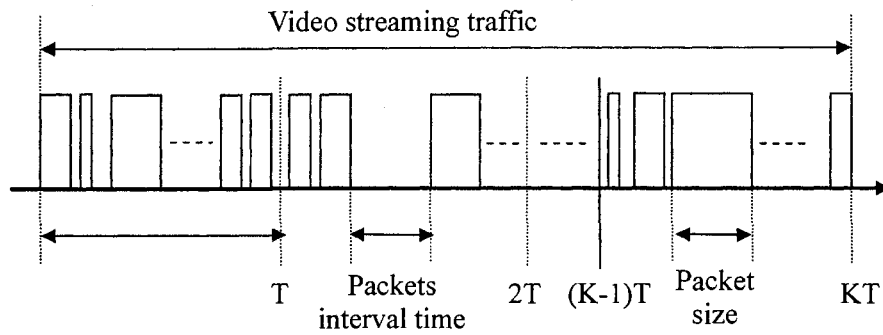 Video streaming traffic
T
Packets
interval time
2T
(K-1)T
Packet
size
KT